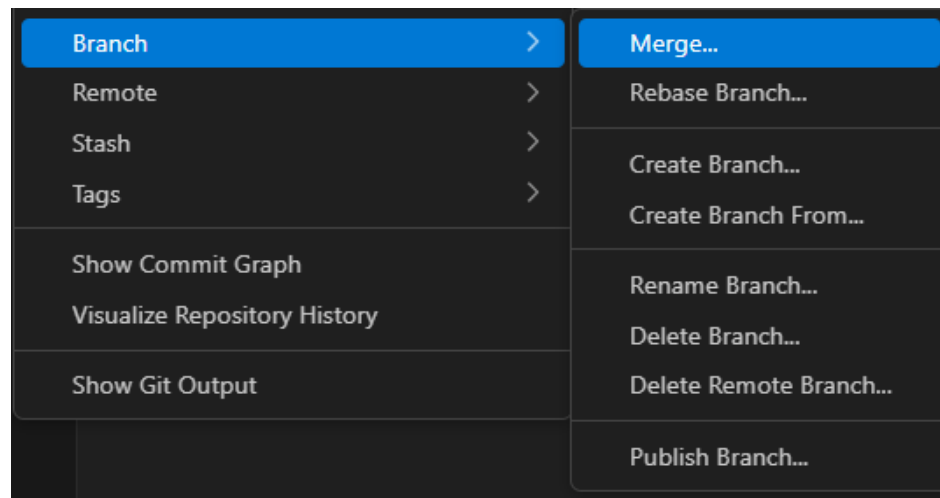 Branch
Remote
Stash
Tags
Show Commit Graph
Visualize Repository History
Show Git Output
Merge...
Rebase Branch...
Create Branch...
Create Branch From...
Rename Branch...
Delete Branch...
Delete Remote Branch...
Publish Branch...